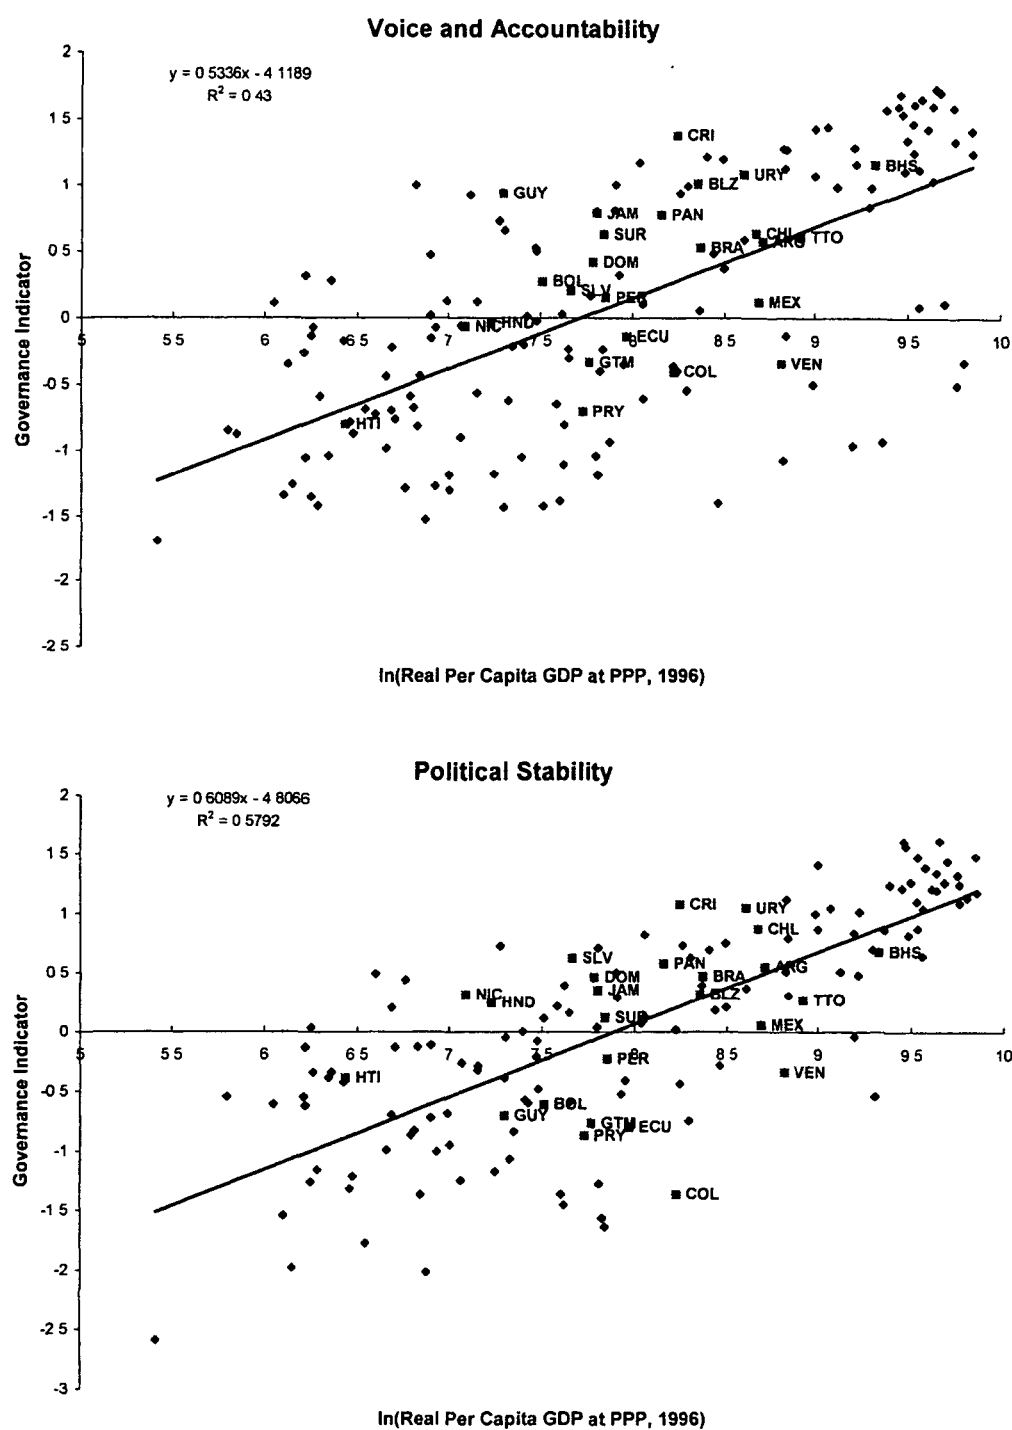 Voice and Accountability
2
y = 0 5336x - 4 1189
R² = 0 43
1 5
CRI
BHS
URY
1
BLZ
GUY
JAM
PAN
SUR
CHL
TTO
ARG
0 5
BRA
DOM
BOL
SLV
PER
MEX
0
NIC
HND
5
5 5
6
6 5
7
7 5
8
8 5
9
9 5
10
ECU
GTM
VEN
COL
-0 5
PRY
HTI
-1
-1 5
-2
-2 5
Governance Indicator
ln(Real Per Capita GDP at PPP, 1996)
Political Stability
2
y = 0 6089x - 4 8066
R² = 0 5792
1 5
CRI
URY
1
CHL
BHS
SLV
PAN
ARG
0 5
DOM
BRA
JAM
BLZ
NIC
HND
TTO
SUR
MEX
0
5
5 5
6
6 5
7
7 5
8
8 5
9
9 5
10
PER
HTI
VEN
-0 5
BOL
GUY
GTM
ECU
PRY
-1
COL
-1 5
-2
-2 5
-3
Governance Indicator
ln(Real Per Capita GDP at PPP, 1996)